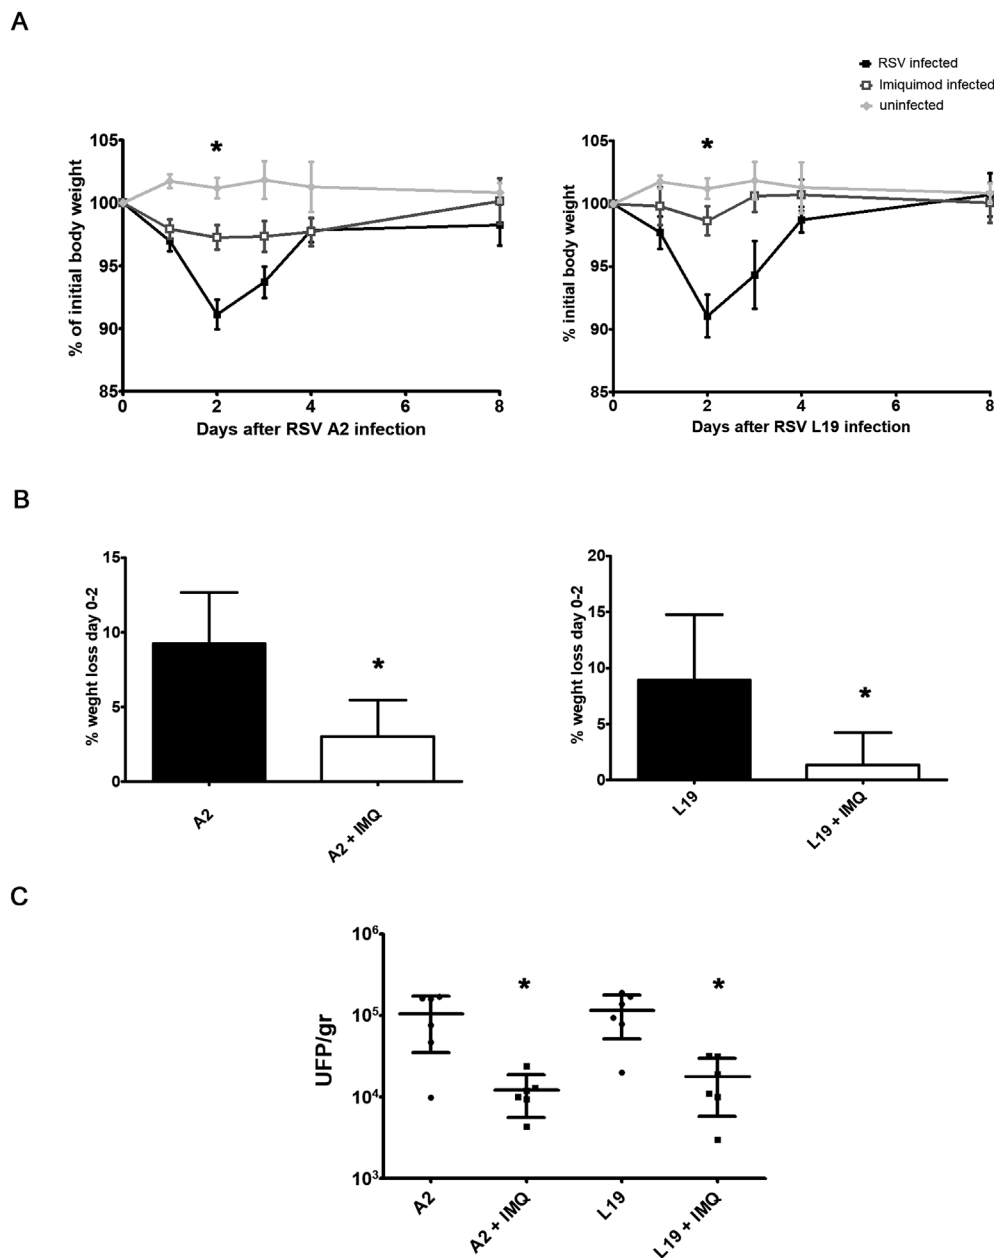 A
RSV infected
Imiquimod infected
uninfected
105
100
95
90
85
% of initial body weight
*
0
2
4
6
8
Days after RSV A2 infection
105
100
95
90
85
% initial body weight
*
0
2
4
6
8
Days after RSV L19 infection
B
15
10
5
0
% weght loss day 0-2
*
A2
A2 + IMQ
20
15
10
5
0
% weght loss day 0-2
*
L19
L19 + IMQ
C
10⁶
10⁵
10⁴
10³
UFP/gr
*
*
A2
A2 + IMQ
L19
L19 + IMQ